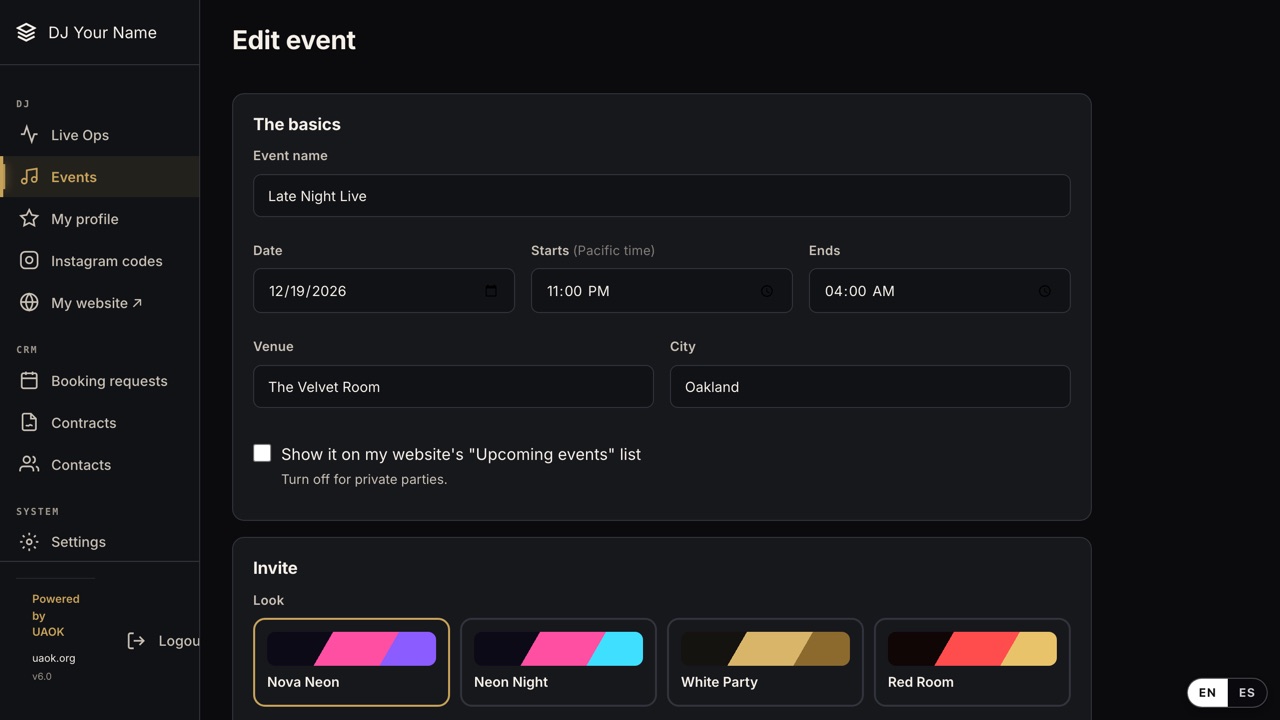 DJ Your Name
DJ
Live Ops
Events
My profile
Instagram codes
My website ↗
CRM
Booking requests
Contracts
Contacts
SYSTEM
Settings
Powered
by
UAOK
uaok.org
v6.0
Logou
Edit event
The basics
Event name
Late Night Live
Date
Starts (Pacific time)
Ends
12/19/2026
11:00 PM
04:00 AM
Venue
City
The Velvet Room
Oakland
Show it on my website's "Upcoming events" list
Turn off for private parties.
Invite
Look
Nova Neon
Neon Night
White Party
Red Room
EN ES